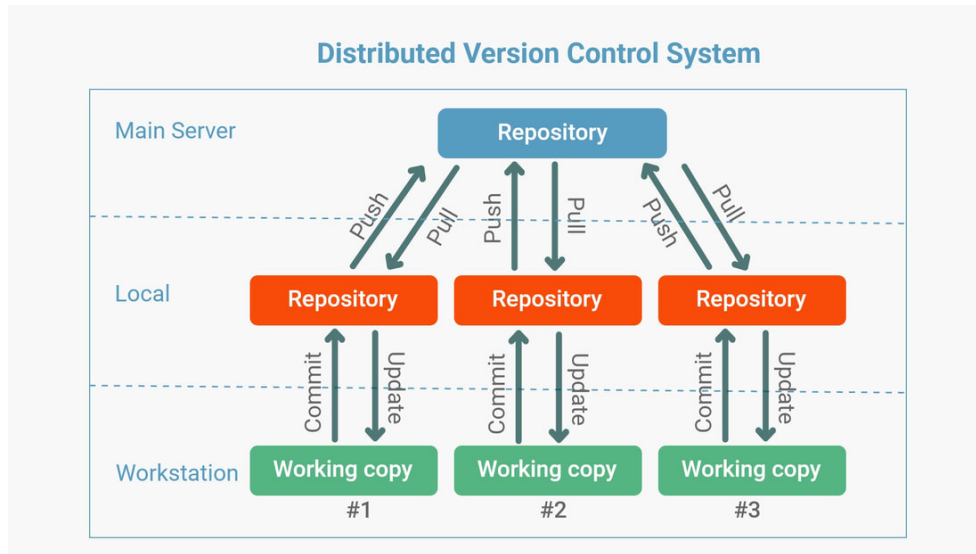 Distributed Version Control System
Main Server
Repository
Push
Pull
Push
Pull
Push
Pull
Local
Repository
Repository
Repository
Commit
Update
Commit
Update
Commit
Update
Workstation
Working copy
Working copy
Working copy
#1
#2
#3